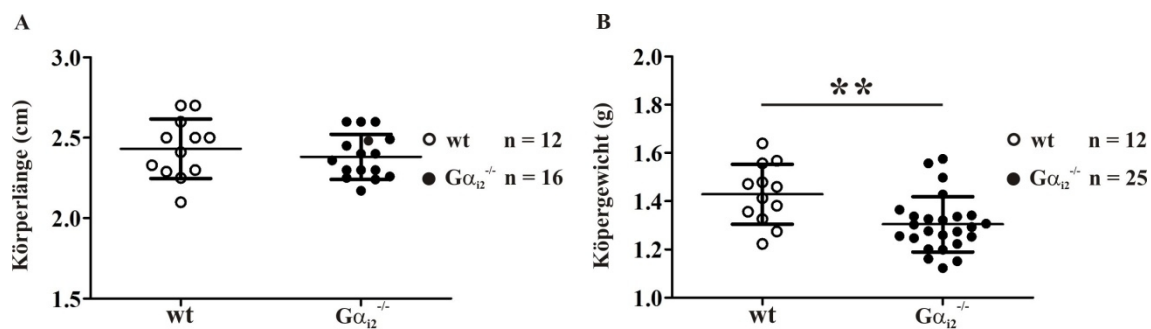 A
Körperlänge (cm)
3.0
2.5
2.0
1.5
wt
Gαi2-/-
wt n = 12
Gαi2-/- n = 16
B
Köpergewicht (g)
2.0
1.8
1.6
1.4
1.2
1.0
**
wt
Gαi2-/-
wt n = 12
Gαi2-/- n = 25